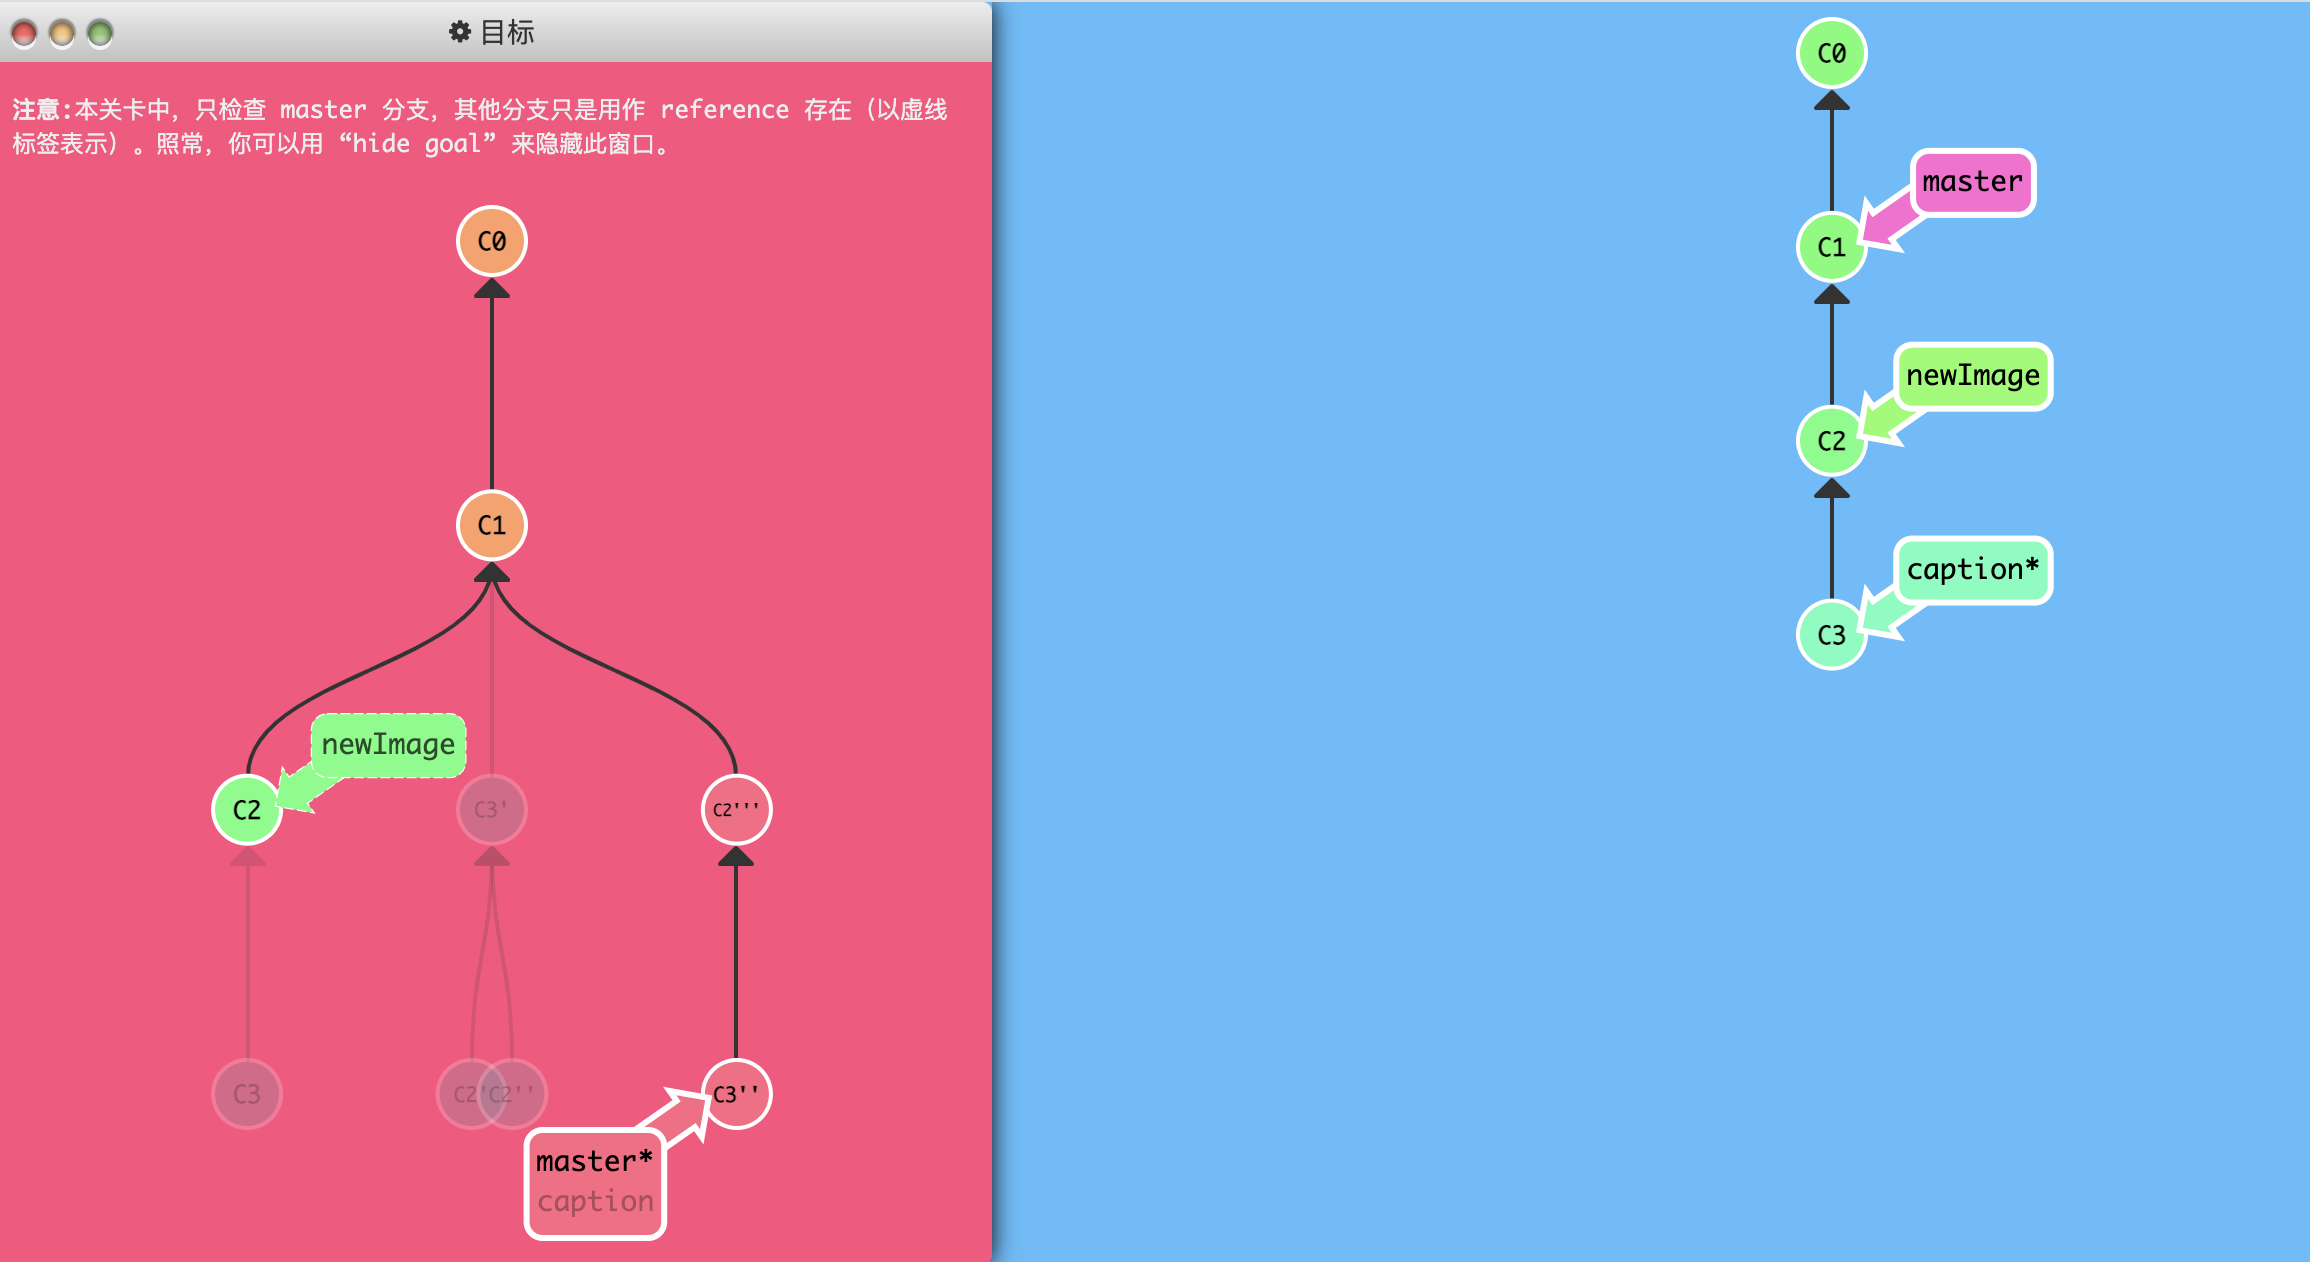 目标
注意:本关卡中，只检查 master 分支，其他分支只是用作 reference 存在（以虚线
标签表示）。照常，你可以用 “hide goal” 来隐藏此窗口。
C0
C1
newImage
C2
C3'
C2'''
C3
C2'
C2''
C3''
master*
caption
C0
master
C1
newImage
C2
caption*
C3